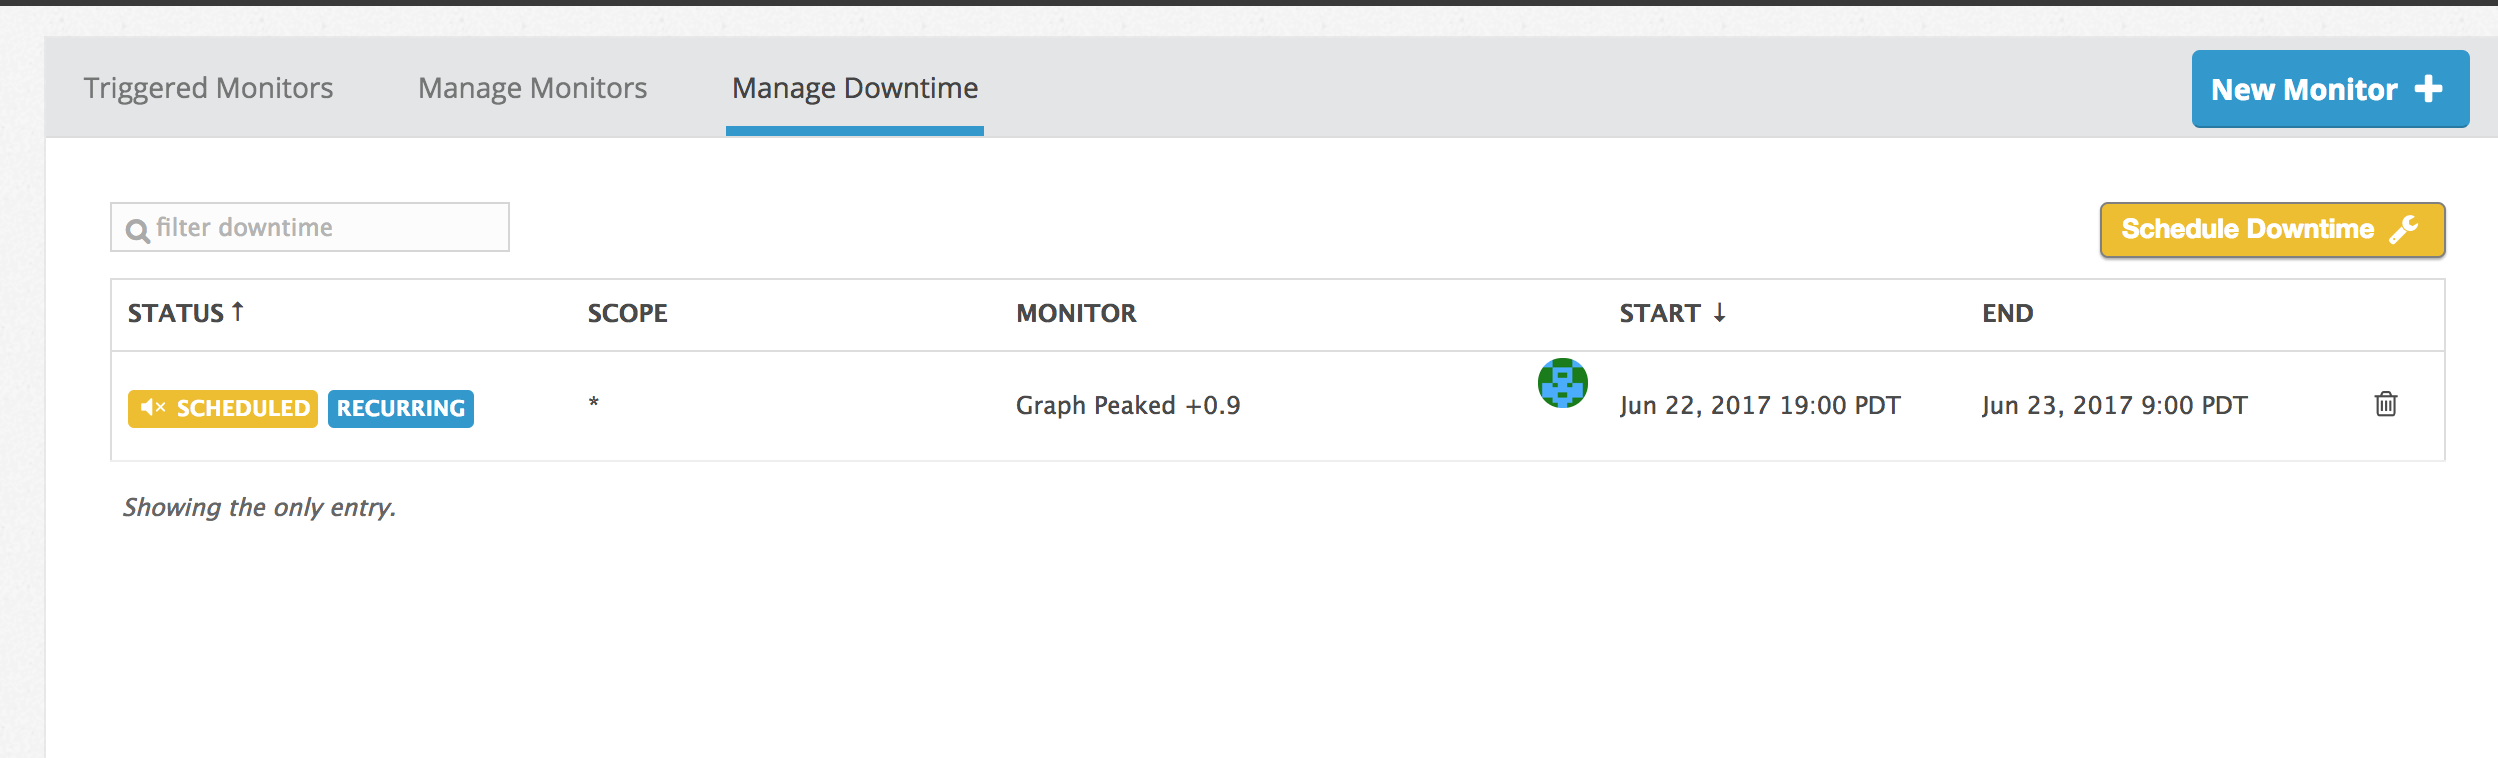 Triggered Monitors Manage Monitors Manage Downtime New Monitor
filter downtime Schedule Downtime
STATUS ↑ SCOPE MONITOR START ↓ END
SCHEDULED RECURRING * Graph Peaked +0.9 Jun 22, 2017 19:00 PDT Jun 23, 2017 9:00 PDT
Showing the only entry.